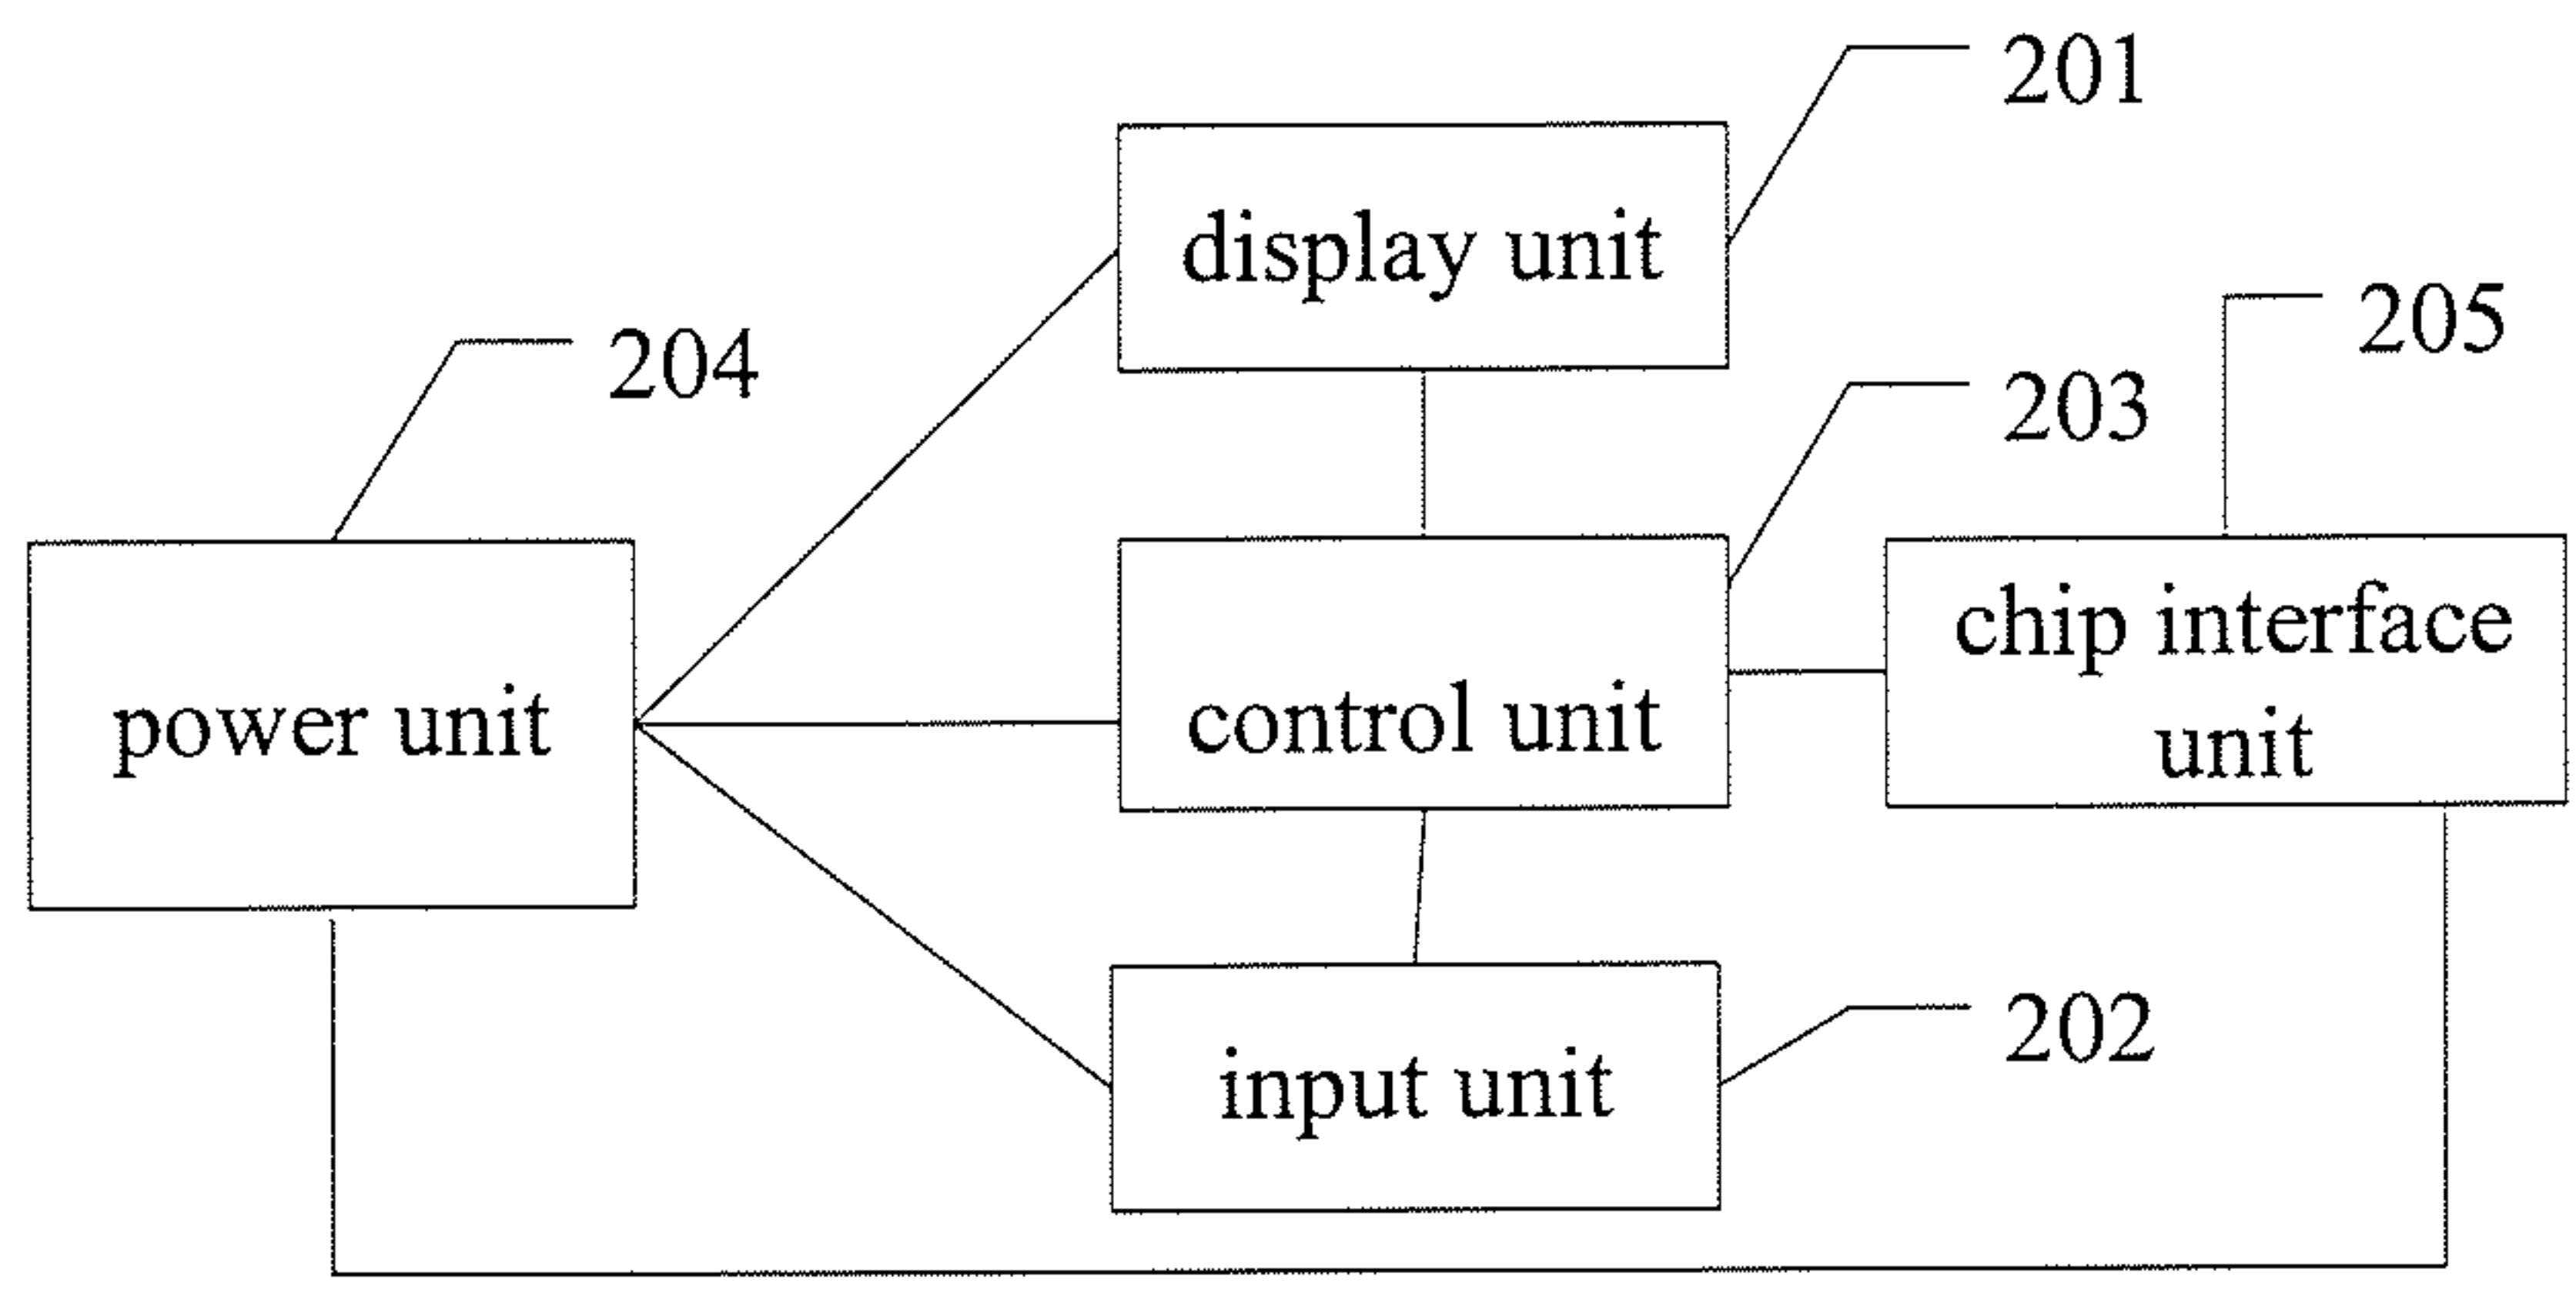 201
display unit
205
204
203
chip interface
unit
power unit
control unit
202
input unit